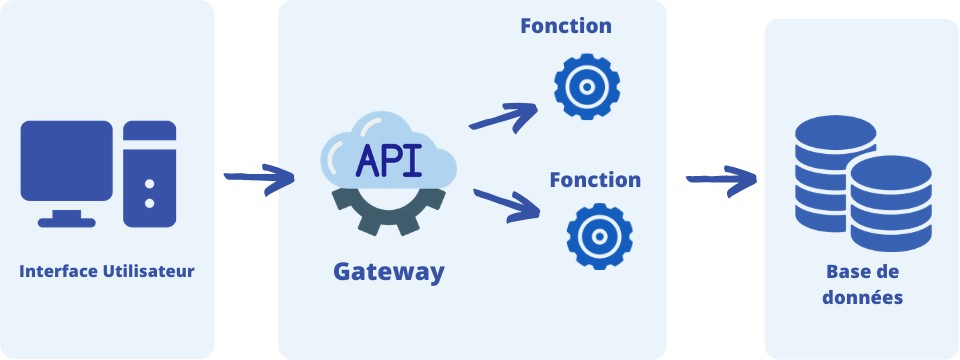 Interface Utilisateur
API
Gateway
Fonction
Fonction
Base de
données